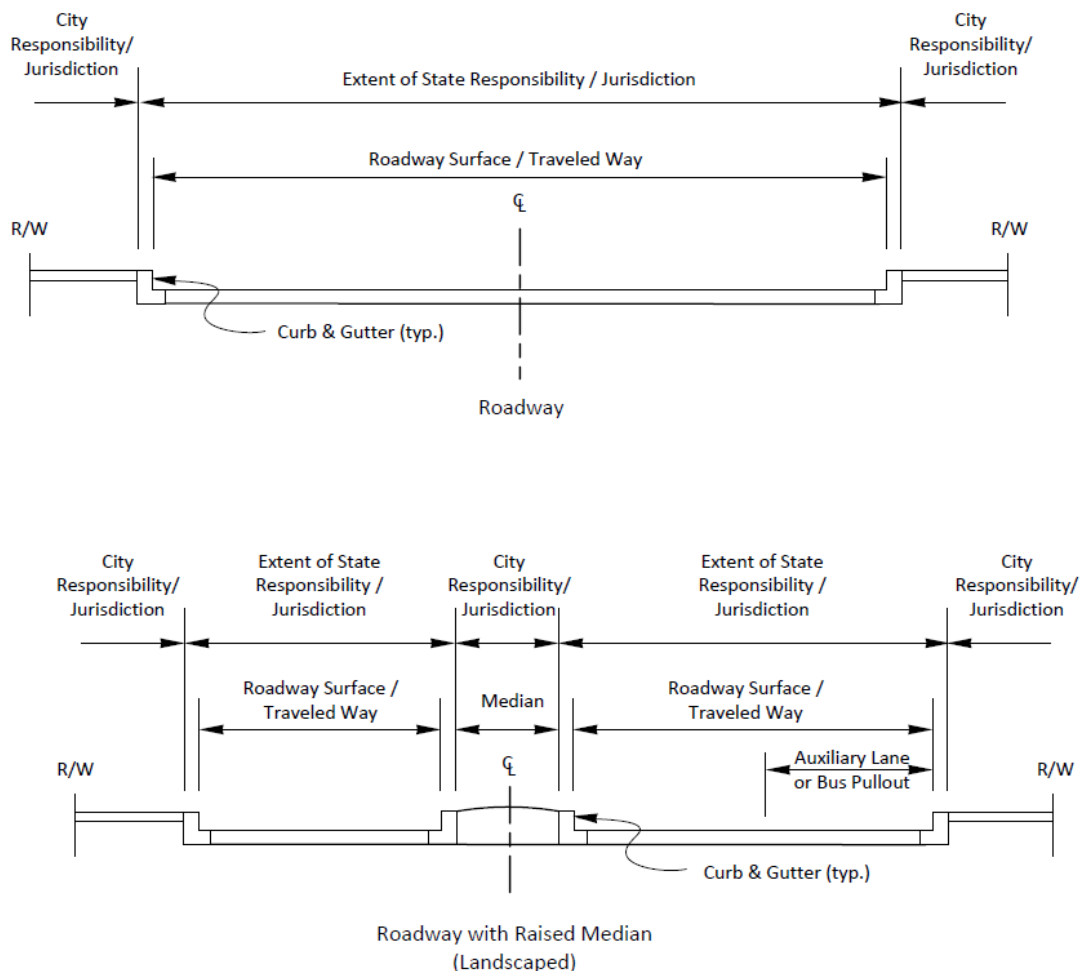 City
Responsibility/
Jurisdiction
Extent of State Responsibility / Jurisdiction
City
Responsibility/
Jurisdiction
Roadway Surface / Traveled Way
℄
R/W
R/W
Curb & Gutter (typ.)
Roadway
City
Responsibility/
Jurisdiction
Extent of State
Responsibility /
Jurisdiction
City
Responsibility/
Jurisdiction
Extent of State
Responsibility /
Jurisdiction
City
Responsibility/
Jurisdiction
Roadway Surface /
Traveled Way
Median
Roadway Surface /
Traveled Way
Auxiliary Lane
or Bus Pullout
R/W
℄
R/W
Curb & Gutter (typ.)
Roadway with Raised Median
(Landscaped)